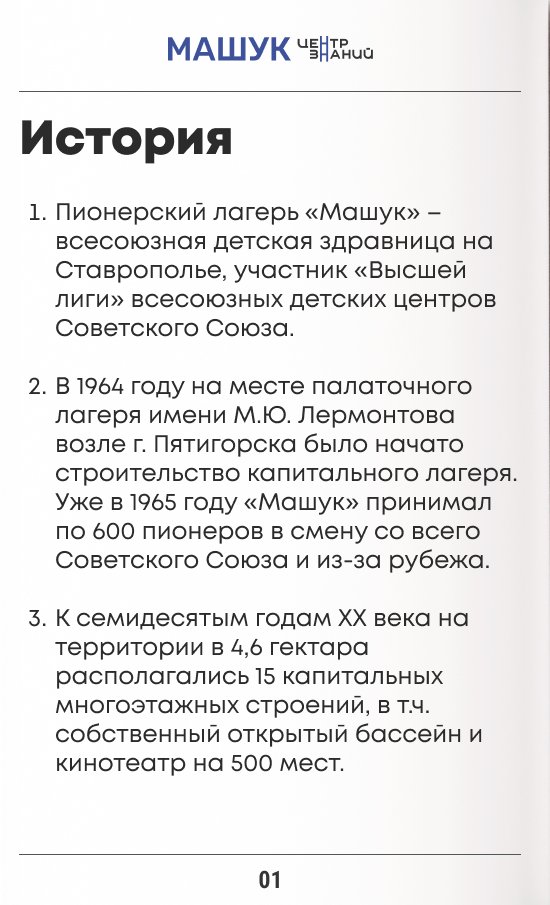 МАШУК ЦЕНТР ЗНАНИЙ
История
1. Пионерский лагерь «Машук» –
всесоюзная детская здравница на
Ставрополье, участник «Высшей
лиги» всесоюзных детских центров
Советского Союза.
2. В 1964 году на месте палаточного
лагеря имени М.Ю. Лермонтова
возле г. Пятигорска было начато
строительство капитального лагеря.
Уже в 1965 году «Машук» принимал
по 600 пионеров в смену со всего
Советского Союза и из-за рубежа.
3. К семидесятым годам XX века на
территории в 4,6 гектара
располагались 15 капитальных
многоэтажных строений, в т.ч.
собственный открытый бассейн и
кинотеатр на 500 мест.
01